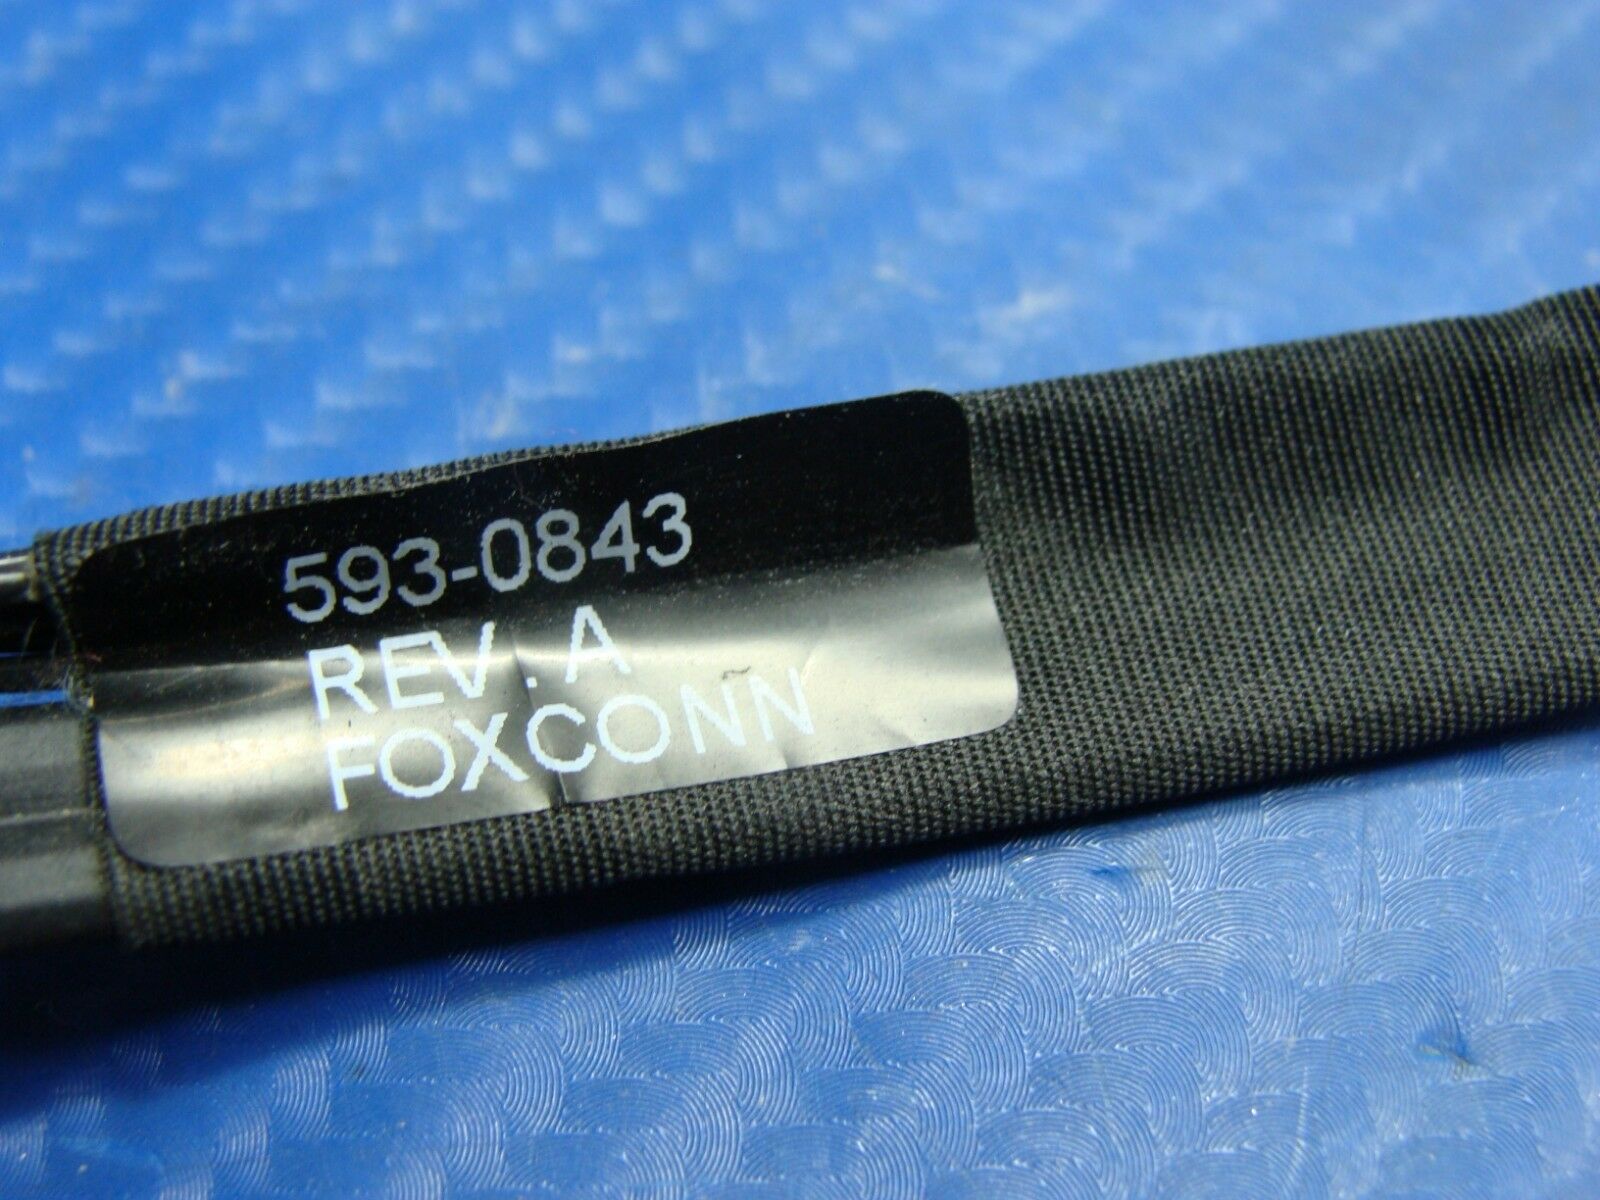 593-0843
REV. A
FOXCONN